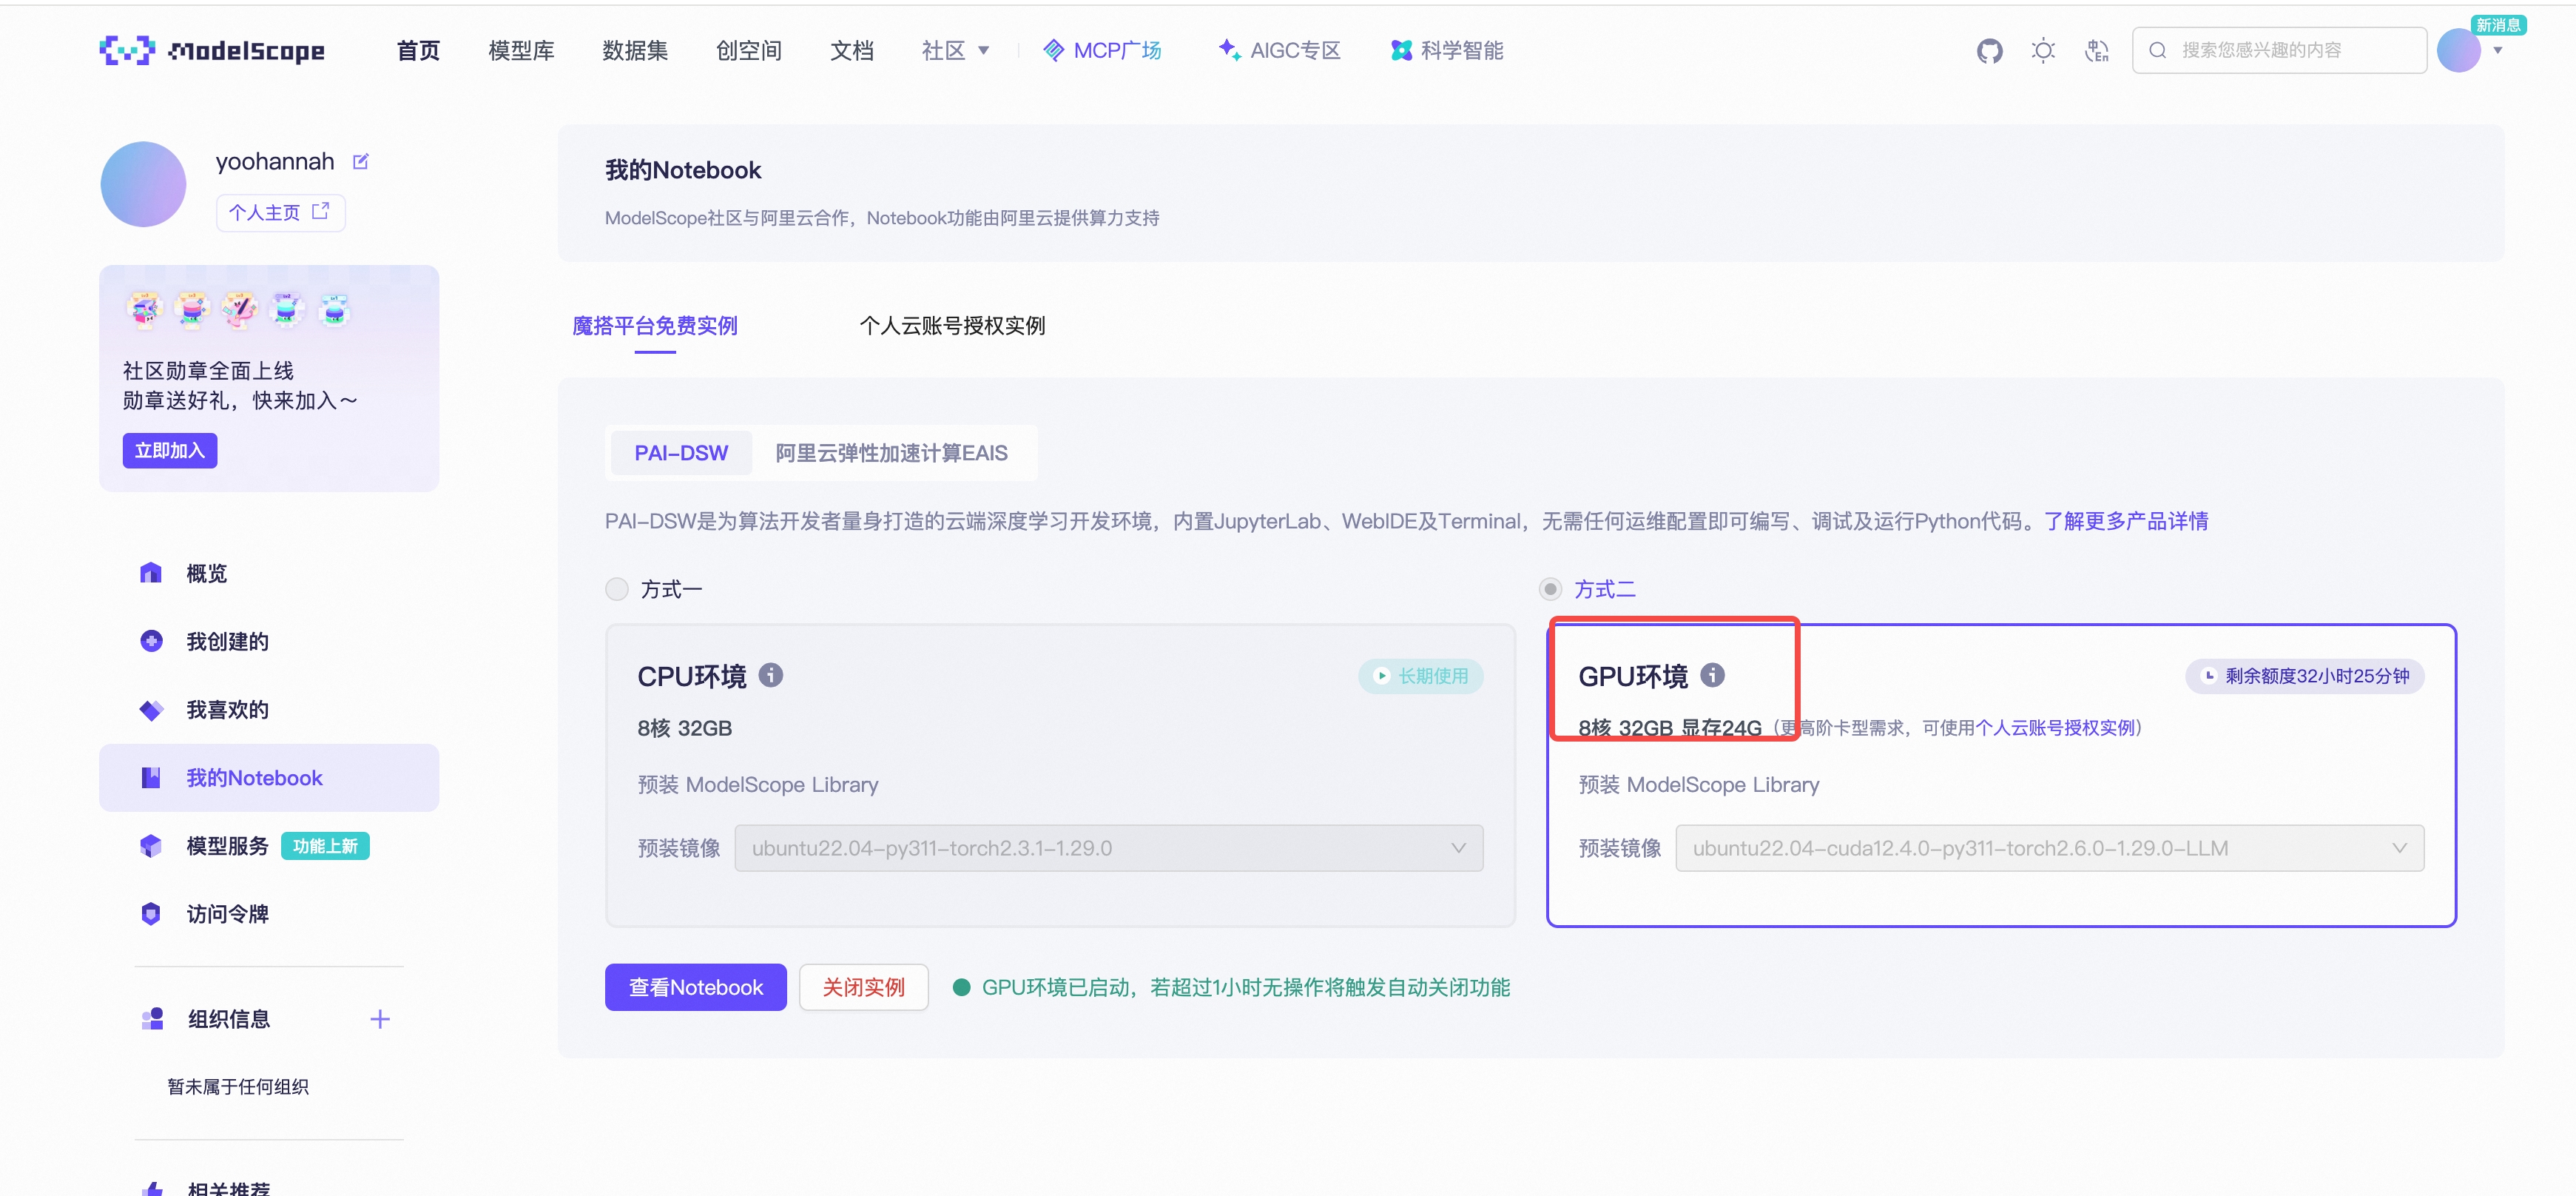 ModelScope 首页 模型库 数据集 创空间 文档 社区 MCP广场 AIGC专区 科学智能 搜索您感兴趣的内容 新消息
yoohannah
个人主页
社区勋章全面上线
勋章送好礼，快来加入～
立即加入
概览
我创建的
我喜欢的
我的Notebook
模型服务 功能上新
访问令牌
组织信息
暂未属于任何组织
相关推荐
我的Notebook
ModelScope社区与阿里云合作，Notebook功能由阿里云提供算力支持
魔搭平台免费实例 个人云账号授权实例
PAI-DSW 阿里云弹性加速计算EAIS
PAI-DSW是为算法开发者量身打造的云端深度学习开发环境，内置JupyterLab、WebIDE及Terminal，无需任何运维配置即可编写、调试及运行Python代码。了解更多产品详情
方式一
CPU环境 长期使用
8核 32GB
预装 ModelScope Library
预装镜像 ubuntu22.04-py311-torch2.3.1-1.29.0
方式二
GPU环境 剩余额度32小时25分钟
8核 32GB 显存24G（更高阶卡型需求，可使用个人云账号授权实例）
预装 ModelScope Library
预装镜像 ubuntu22.04-cuda12.4.0-py311-torch2.6.0-1.29.0-LLM
查看Notebook 关闭实例 GPU环境已启动，若超过1小时无操作将触发自动关闭功能